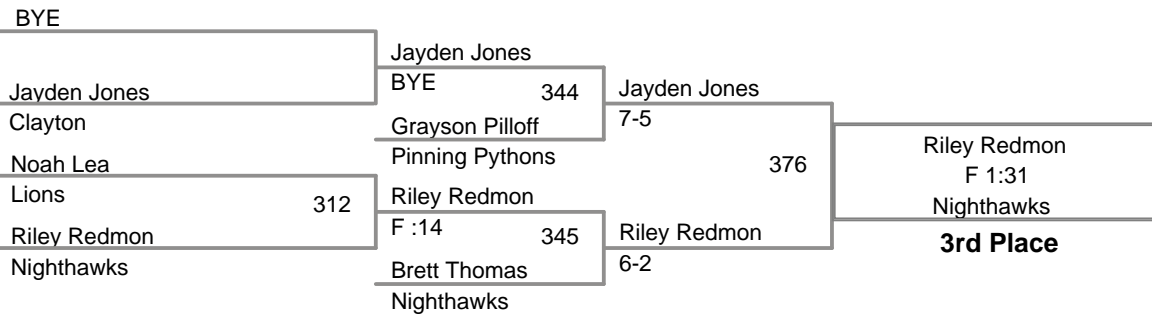 BYE
Jayden Jones
Clayton
Noah Lea
Lions
312
Riley Redmon
Nighthawks
Jayden Jones
BYE
344
Grayson Pilloff
Pinning Pythons
Riley Redmon
F :14
345
Brett Thomas
Nighthawks
Jayden Jones
7-5
376
Riley Redmon
6-2
Riley Redmon
F 1:31
Nighthawks
3rd Place